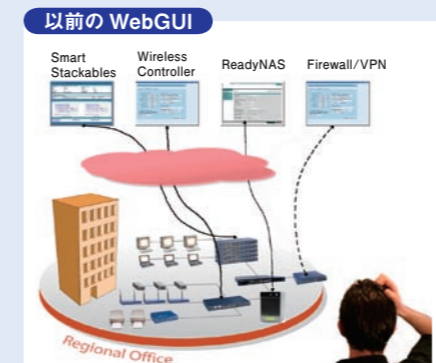 以前の WebGUI
Smart
Stackables
Wireless
Controller
ReadyNAS
Firewall/VPN
Regional Office